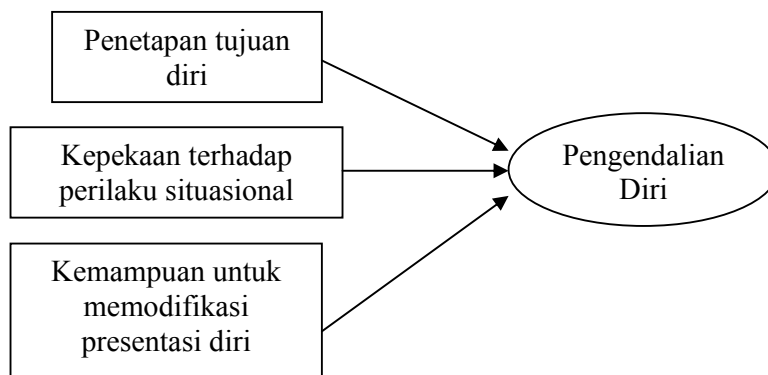 Penetapan tujuan
diri
Kepekaan terhadap
perilaku situasional
Pengendalian
Diri
Kemampuan untuk
memodifikasi
presentasi diri